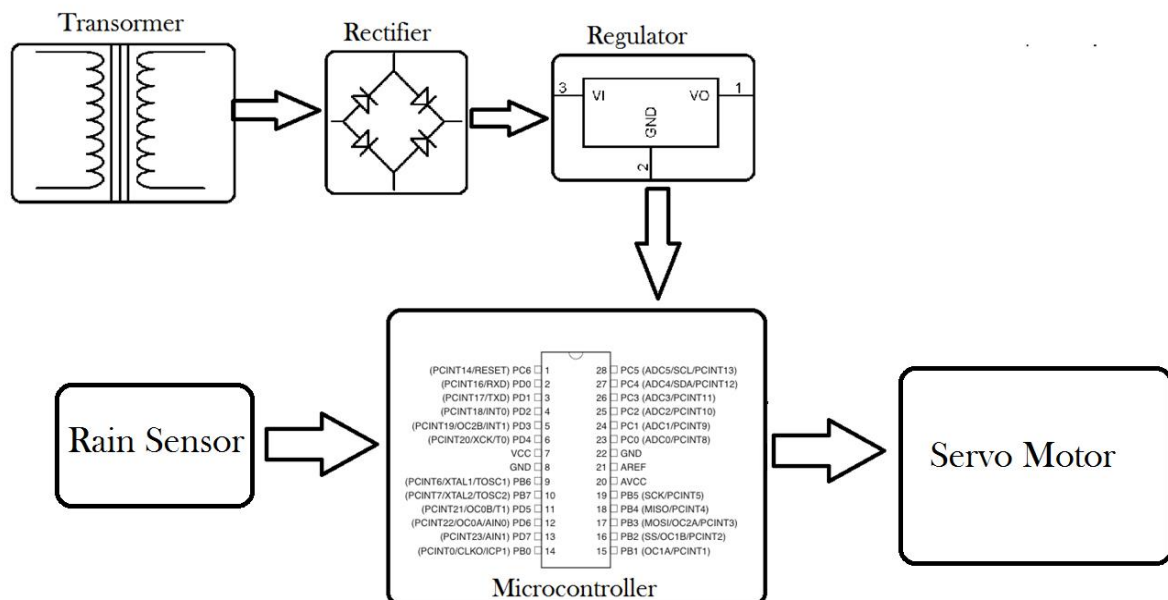 Transormer
Rectifier
Regulator
3 VI VO 1
GND
2
Rain Sensor
(PCINT14/RESET) PC6 1 28 PC5 (ADC5/SCL/PCINT13)
(PCINT16/RXD) PD0 2 27 PC4 (ADC4/SDA/PCINT12)
(PCINT17/TXD) PD1 3 26 PC3 (ADC3/PCINT11)
(PCINT18/INT0) PD2 4 25 PC2 (ADC2/PCINT10)
(PCINT19/OC2B/INT1) PD3 5 24 PC1 (ADC1/PCINT9)
(PCINT20/XCK/T0) PD4 6 23 PC0 (ADC0/PCINT8)
VCC 7 22 GND
GND 8 21 AREF
(PCINT6/XTAL1/TOSC1) PB6 9 20 AVCC
(PCINT7/XTAL2/TOSC2) PB7 10 19 PB5 (SCK/PCINT5)
(PCINT21/OC0B/T1) PD5 11 18 PB4 (MISO/PCINT4)
(PCINT22/OC0A/AIN0) PD6 12 17 PB3 (MOSI/OC2A/PCINT3)
(PCINT23/AIN1) PD7 13 16 PB2 (SS/OC1B/PCINT2)
(PCINT0/CLKO/ICP1) PB0 14 15 PB1 (OC1A/PCINT1)
Microcontroller
Servo Motor